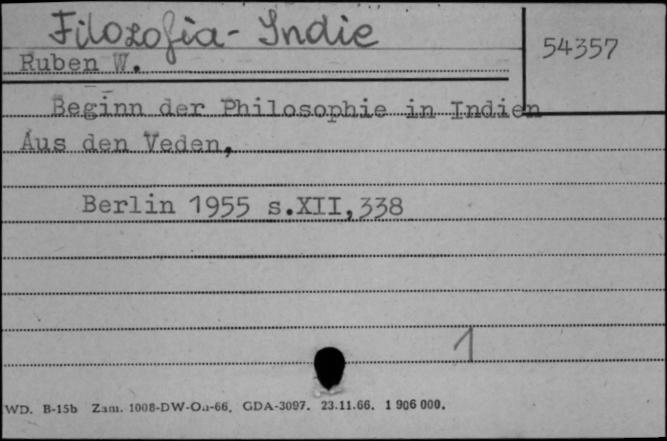 Filozofia - Indie
54357
Ruben W.
Beginn der Philosophie in Indien
Aus den Veden,
Berlin 1955 s.XII,338
1
WD. B-15b Zam. 1008-DW-Oa-66. GDA-3097. 23.11.66. 1 906 000.